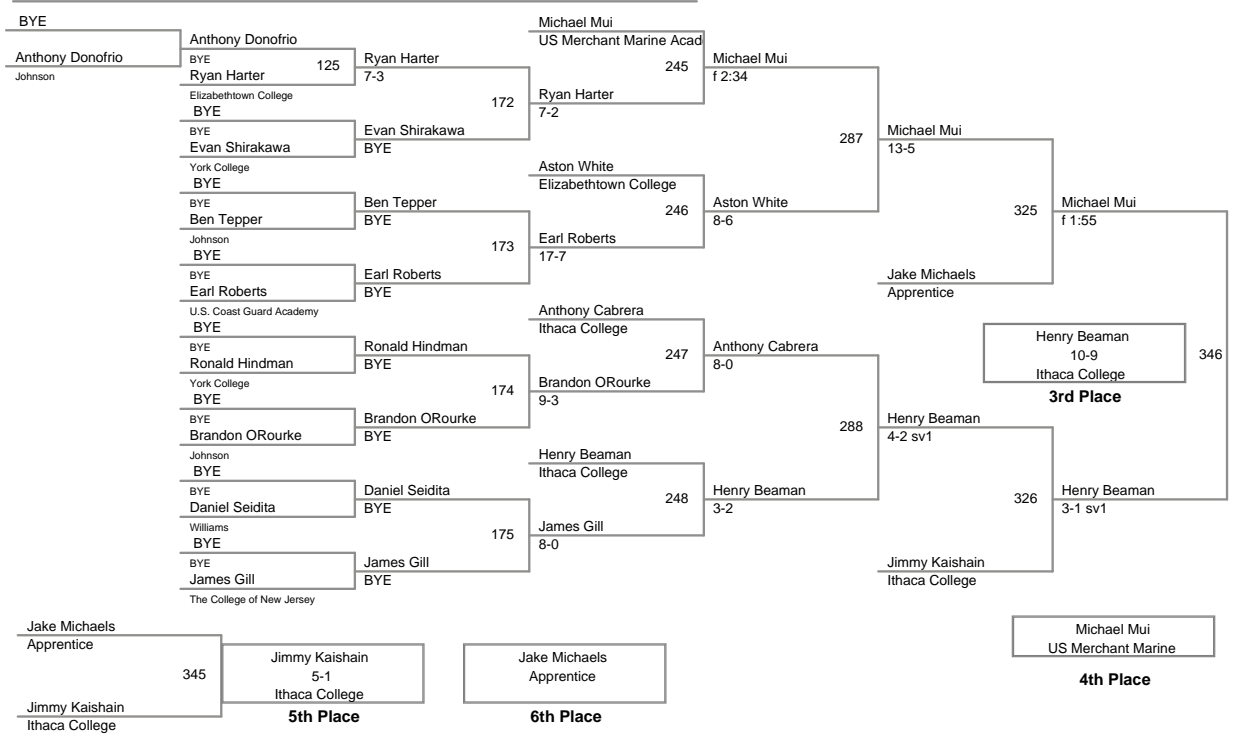 BYE
Anthony Donofrio
Johnson
Anthony Donofrio
BYE
125
Ryan Harter
Elizabethtown College
BYE
BYE
Evan Shirakawa
York College
BYE
BYE
Ben Tepper
Johnson
BYE
BYE
Earl Roberts
U.S. Coast Guard Academy
BYE
BYE
Ronald Hindman
York College
BYE
BYE
Brandon ORourke
Johnson
BYE
BYE
Daniel Seidita
Williams
BYE
BYE
James Gill
The College of New Jersey
Ryan Harter
7-3
172
Evan Shirakawa
BYE
Ben Tepper
BYE
173
Earl Roberts
BYE
Ronald Hindman
BYE
174
Brandon ORourke
BYE
Daniel Seidita
BYE
175
James Gill
BYE
Michael Mui
US Merchant Marine Acad
245
Ryan Harter
7-2
Aston White
Elizabethtown College
246
Earl Roberts
17-7
Anthony Cabrera
Ithaca College
247
Brandon ORourke
9-3
Henry Beaman
Ithaca College
248
James Gill
8-0
Michael Mui
f 2:34
287
Aston White
8-6
Anthony Cabrera
8-0
288
Henry Beaman
3-2
Michael Mui
13-5
325
Jake Michaels
Apprentice
Henry Beaman
4-2 sv1
326
Jimmy Kaishain
Ithaca College
Michael Mui
f 1:55
346
Henry Beaman
3-1 sv1
Henry Beaman
10-9
Ithaca College
3rd Place
Michael Mui
US Merchant Marine
4th Place
Jake Michaels
Apprentice
345
Jimmy Kaishain
Ithaca College
Jimmy Kaishain
5-1
Ithaca College
5th Place
Jake Michaels
Apprentice
6th Place